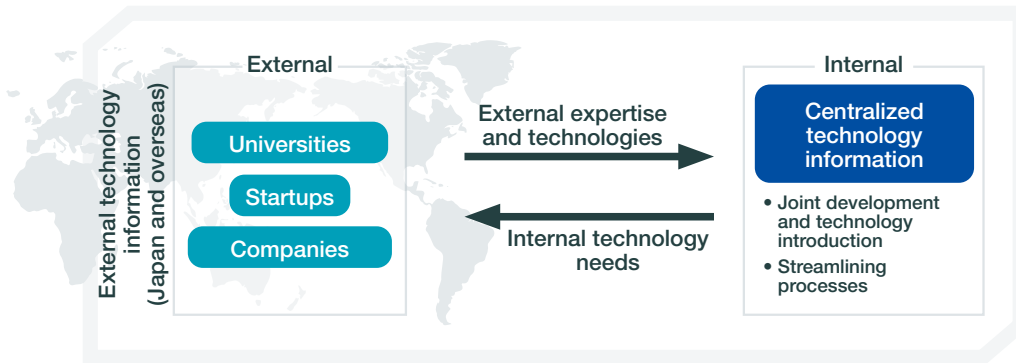 External technology
information
(Japan and overseas)
External
Universities
Startups
Companies
External expertise
and technologies
Internal technology
needs
Internal
Centralized
technology
information
• Joint development
and technology
introduction
• Streamlining
processes